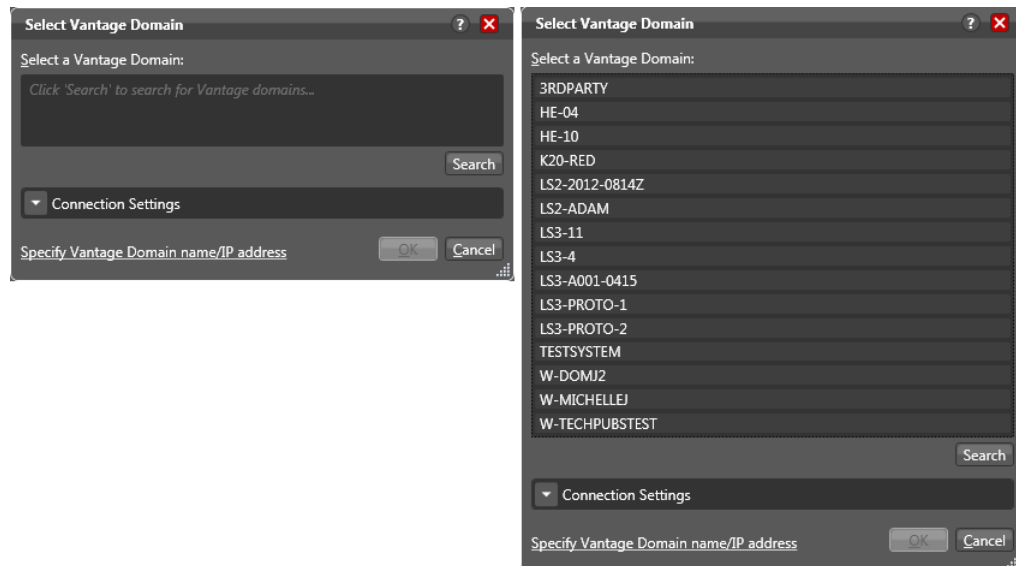 Select Vantage Domain
?
Select a Vantage Domain:
Click 'Search' to search for Vantage domains...
Search
Connection Settings
Specify Vantage Domain name/IP address
OK
Cancel
Select Vantage Domain
?
Select a Vantage Domain:
3RDPARTY
HE-04
HE-10
K20-RED
LS2-2012-0814Z
LS2-ADAM
LS3-11
LS3-4
LS3-A001-0415
LS3-PROTO-1
LS3-PROTO-2
TESTSYSTEM
W-DOMJ2
W-MICHELLEJ
W-TECHPUBSTEST
Search
Connection Settings
Specify Vantage Domain name/IP address
OK
Cancel